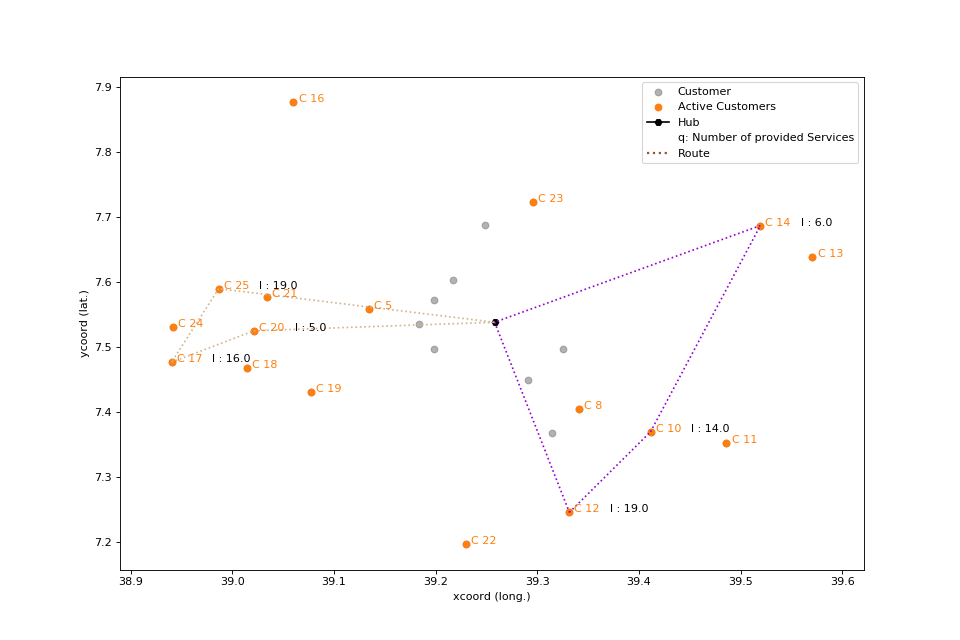 7.9
7.8
7.7
7.6
7.5
7.4
7.3
7.2
ycoord (lat.)
38.9 39.0 39.1 39.2 39.3 39.4 39.5 39.6
xcoord (long.)
Customer
Active Customers
Hub
q: Number of provided Services
Route
C 16
C 23
C 14 l : 6.0
C 13
C 25 l : 19.0
C 21
C 5
C 24
C 20 l : 5.0
C 17 l : 16.0
C 18
C 19
C 8
C 10 l : 14.0
C 11
C 12 l : 19.0
C 22